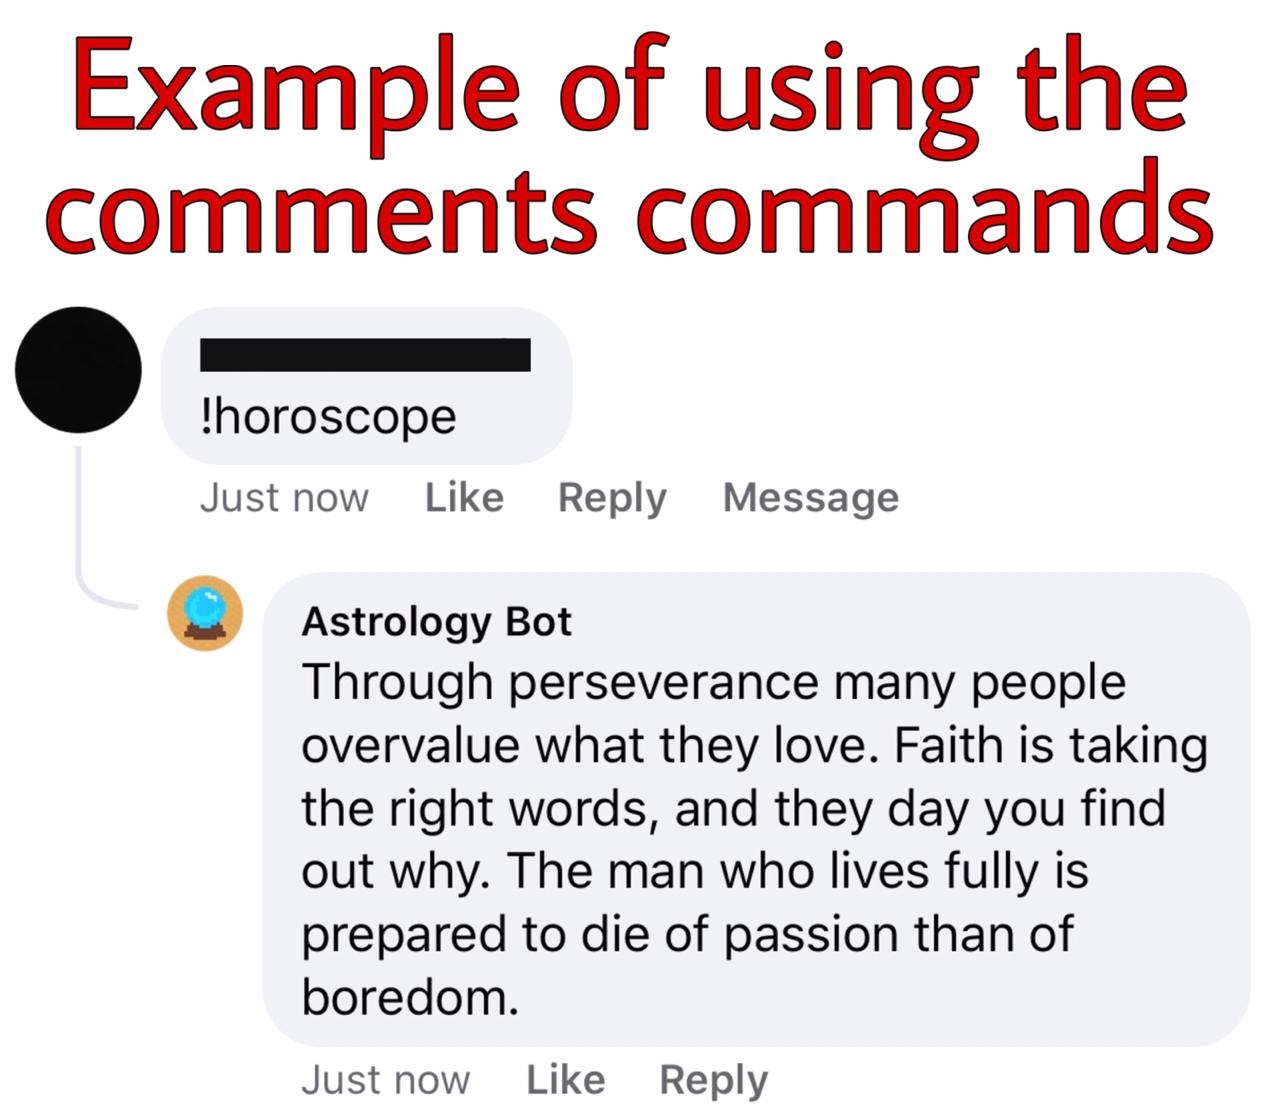 Example of using the
comments commands
!horoscope
Just now Like Reply Message
Astrology Bot
Through perseverance many people
overvalue what they love. Faith is taking
the right words, and they day you find
out why. The man who lives fully is
prepared to die of passion than of
boredom.
Just now Like Reply